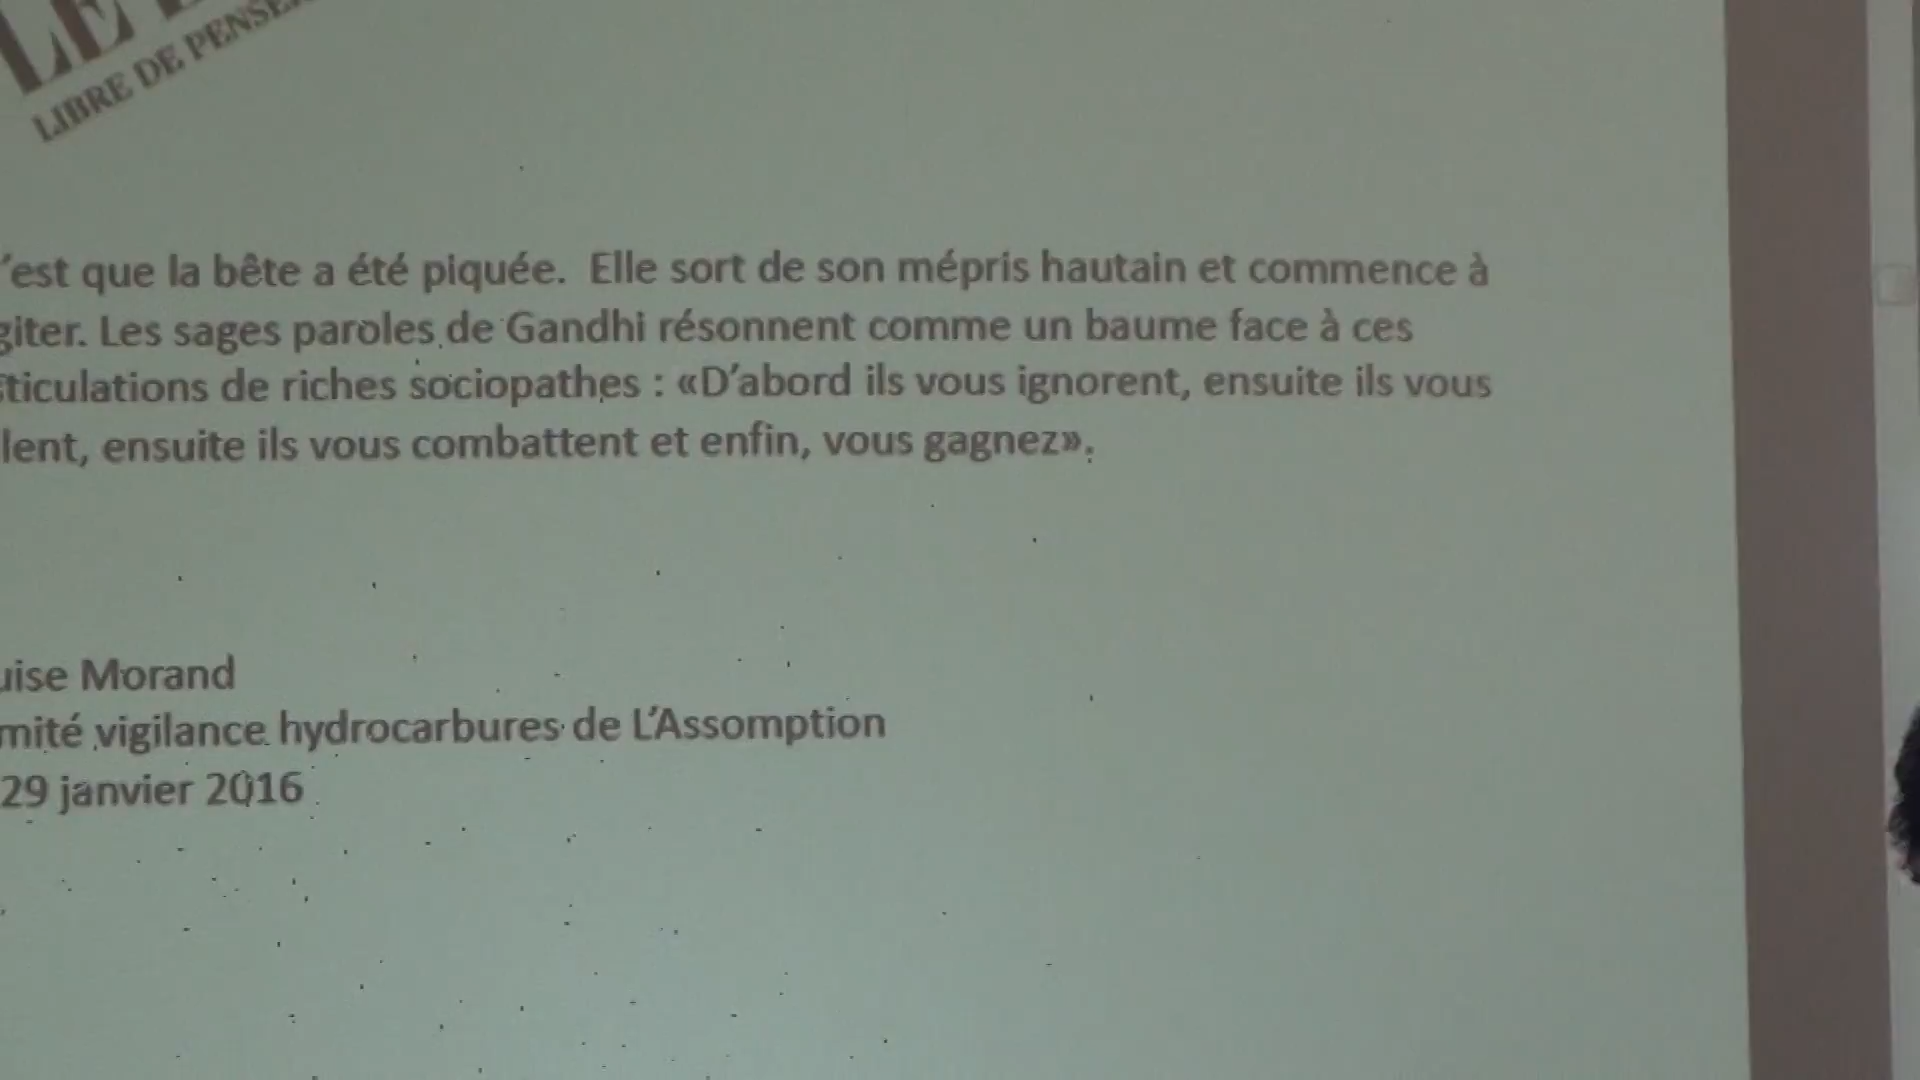 LIBRE DE PENSE
'est que la bête a été piquée. Elle sort de son mépris hautain et commence à
giter. Les sages paroles de Gandhi résonnent comme un baume face à ces
ticulations de riches sociopathes : «D'abord ils vous ignorent, ensuite ils vous
lent, ensuite ils vous combattent et enfin, vous gagnez».
uise Morand
mité vigilance hydrocarbures de L'Assomption
29 janvier 2016